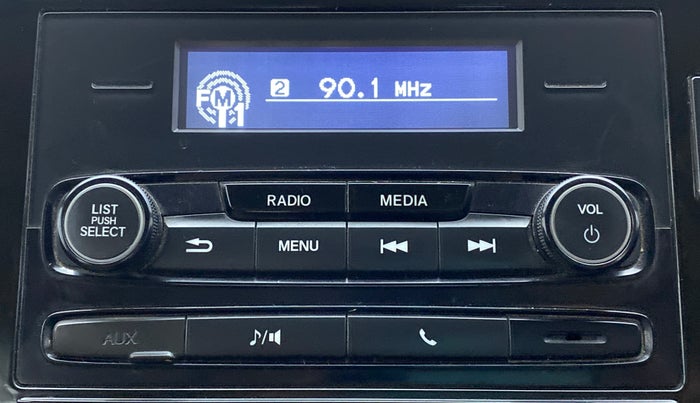 FM1 2 90.1 MHz
RADIO MEDIA
LIST
PUSH
SELECT
VOL
MENU
AUX